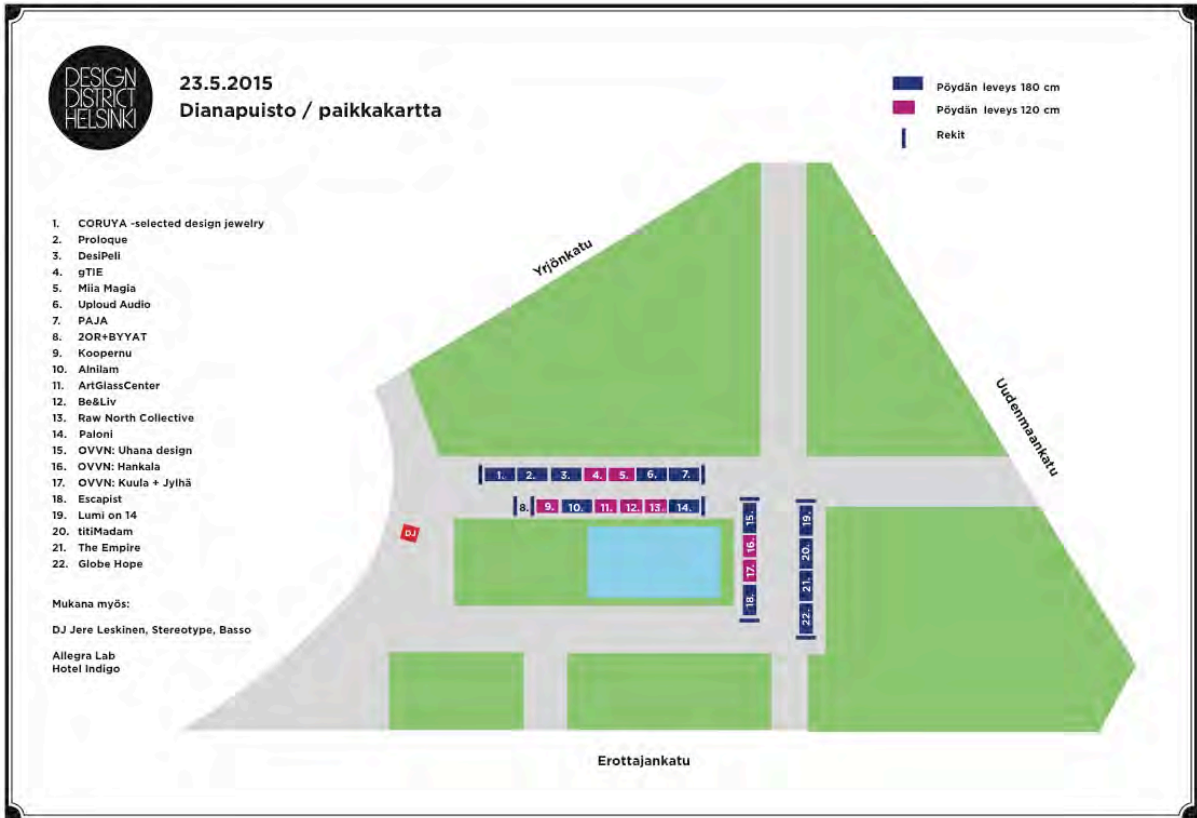 DESIGN
DISTRICT
HELSINKI
23.5.2015
Dianapuisto / paikkakartta
Pöydän leveys 180 cm
Pöydän leveys 120 cm
Rekit
1. CORUYA -selected design jewelry
2. Proloque
3. DesiPeli
4. gTIE
5. Miia Magia
6. Uploud Audio
7. PAJA
8. 2OR+BYYAT
9. Koopernu
10. Alnilam
11. ArtGlassCenter
12. Be&Liv
13. Raw North Collective
14. Paloni
15. OVVN: Uhana design
16. OVVN: Hankala
17. OVVN: Kuula + Jylhä
18. Escapist
19. Lumi on 14
20. titiMadam
21. The Empire
22. Globe Hope
Mukana myös:
DJ Jere Leskinen, Stereotype, Basso
Allegra Lab
Hotel Indigo
Yrjönkatu
Uudenmaankatu
1. 2. 3. 4. 5. 6. 7.
8. 9. 10. 11. 12. 13. 14.
DJ
15.
16.
17.
18.
19.
20.
21.
22.
Erottajankatu